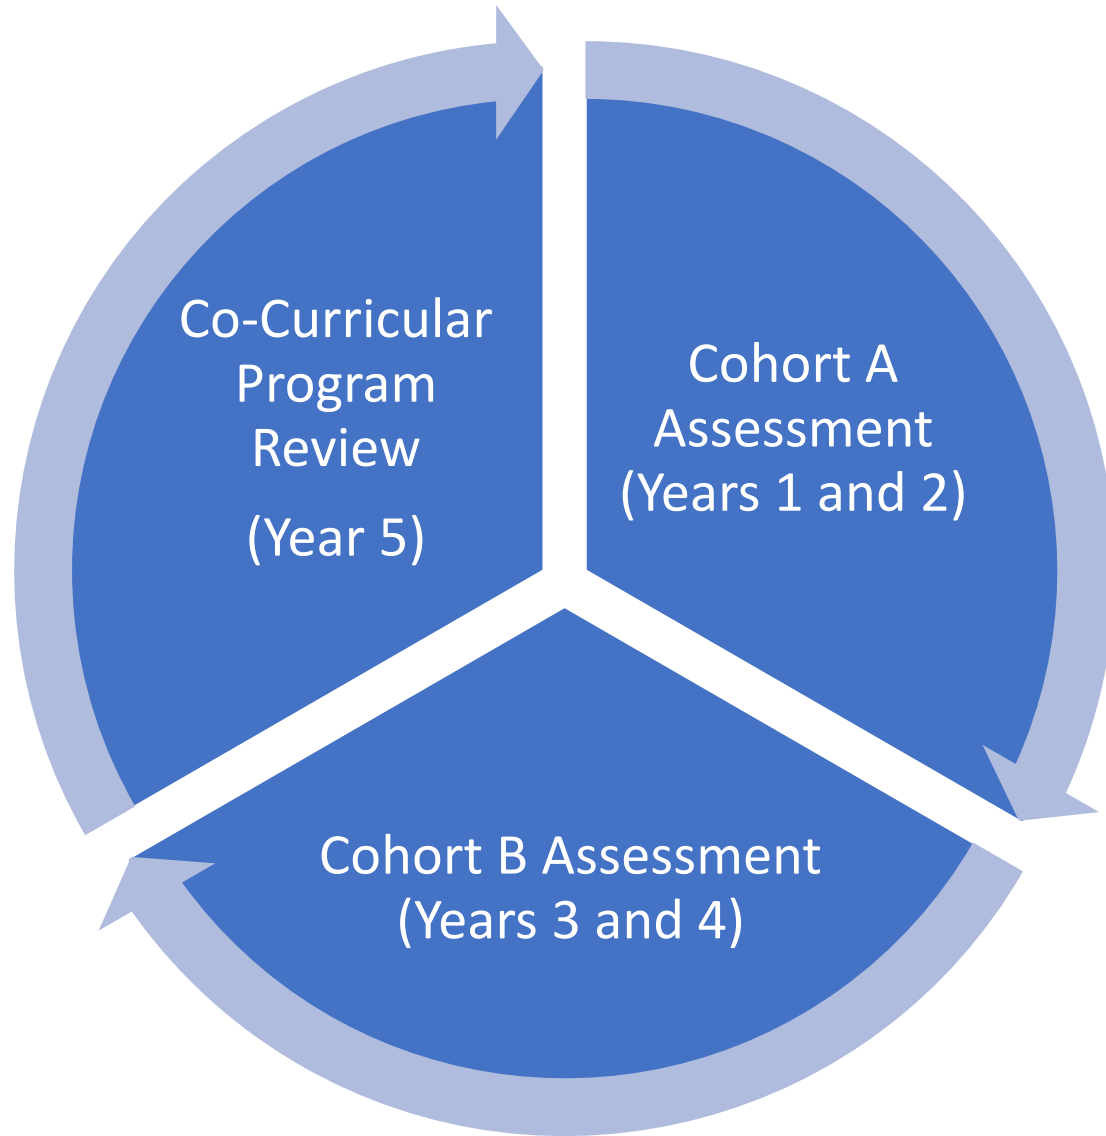 Co-Curricular
Program
Review
(Year 5)
Cohort A
Assessment
(Years 1 and 2)
Cohort B Assessment
(Years 3 and 4)